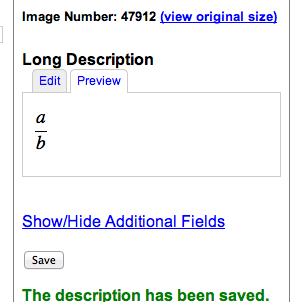 Image Number: 47912 (view original size)
Long Description
Edit Preview
a
b
Show/Hide Additional Fields
Save
The description has been saved.